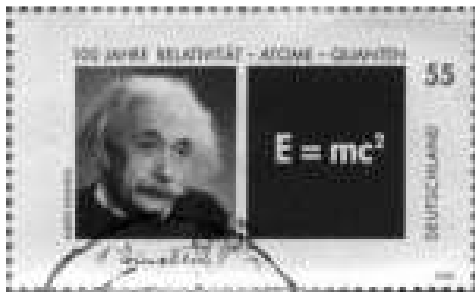 100 JAHRE RELATIVITÄT – ATOME – QUANTEN
55
E = mc²
DEUTSCHLAND